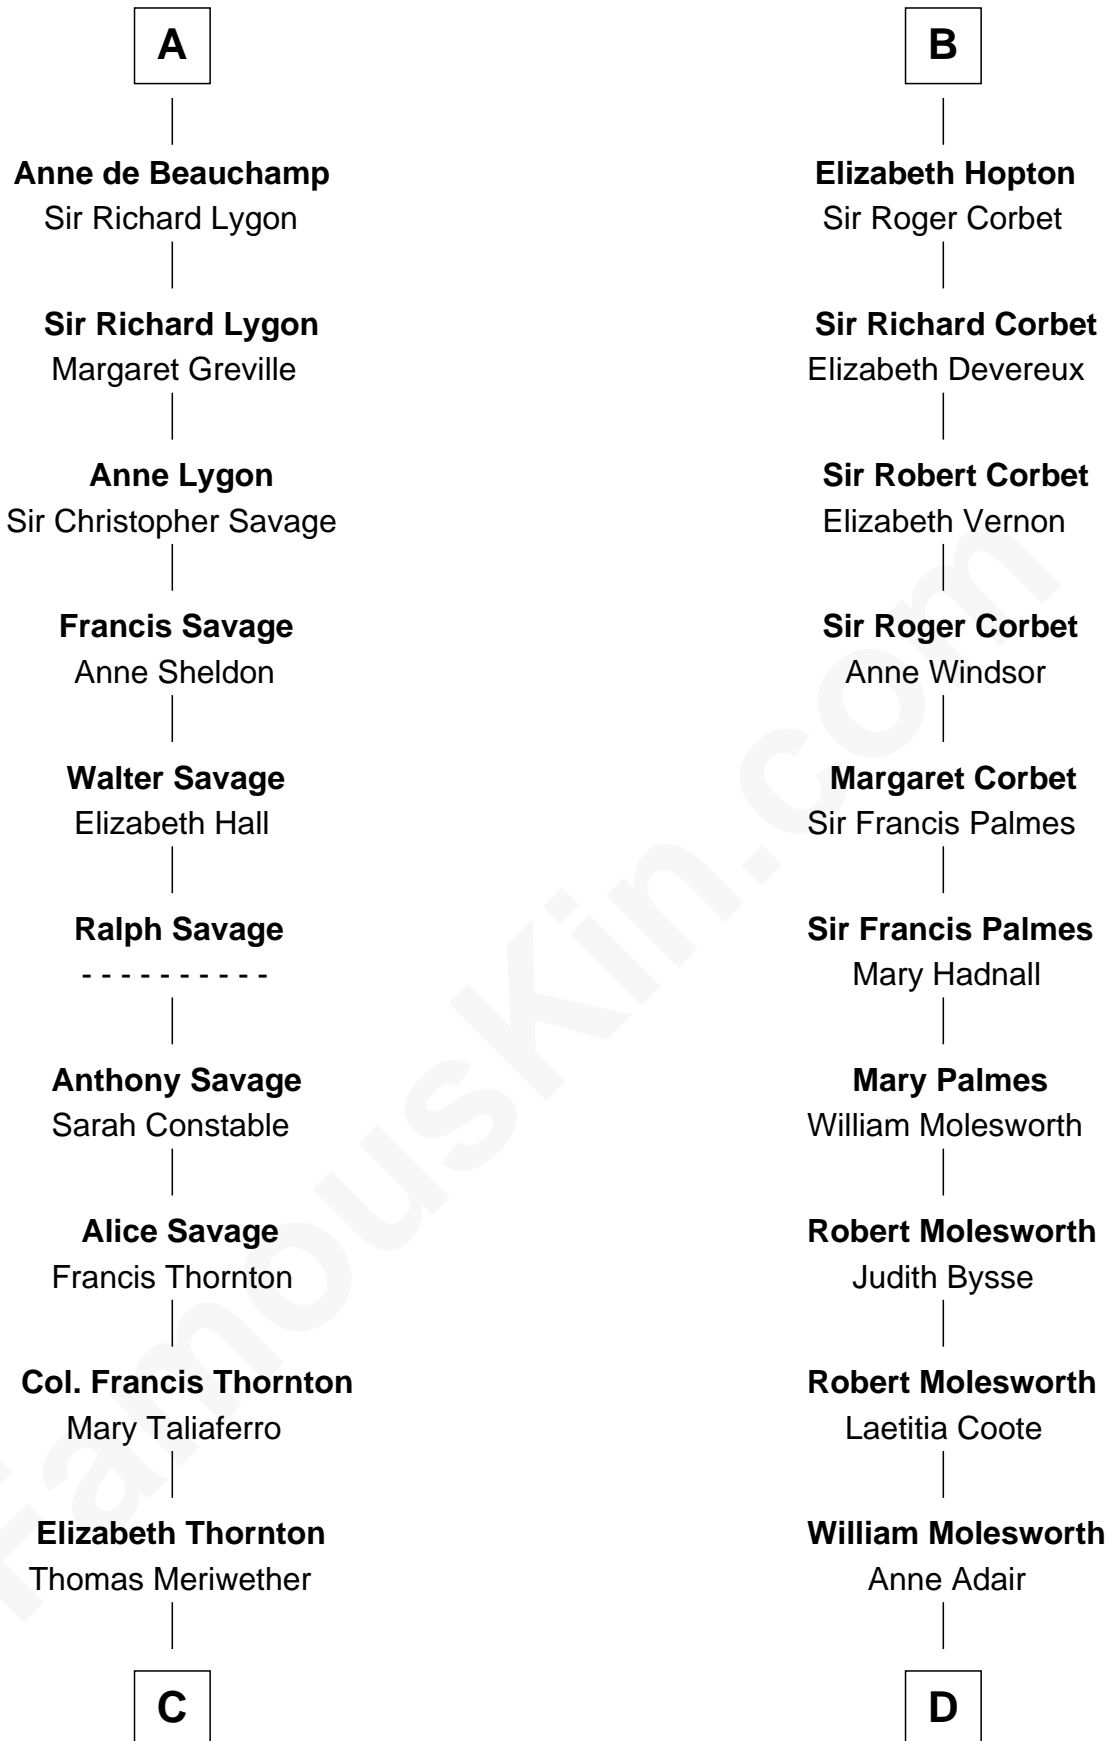 A
Anne de Beauchamp
Sir Richard Lygon
Sir Richard Lygon
Margaret Greville
Anne Lygon
Sir Christopher Savage
Francis Savage
Anne Sheldon
Walter Savage
Elizabeth Hall
Ralph Savage
- - - - - - - - - -
Anthony Savage
Sarah Constable
Alice Savage
Francis Thornton
Col. Francis Thornton
Mary Taliaferro
Elizabeth Thornton
Thomas Meriwether
C
B
Elizabeth Hopton
Sir Roger Corbet
Sir Richard Corbet
Elizabeth Devereux
Sir Robert Corbet
Elizabeth Vernon
Sir Roger Corbet
Anne Windsor
Margaret Corbet
Sir Francis Palmes
Sir Francis Palmes
Mary Hadnall
Mary Palmes
William Molesworth
Robert Molesworth
Judith Bysse
Robert Molesworth
Laetitia Coote
William Molesworth
Anne Adair
D
FamousKin.com